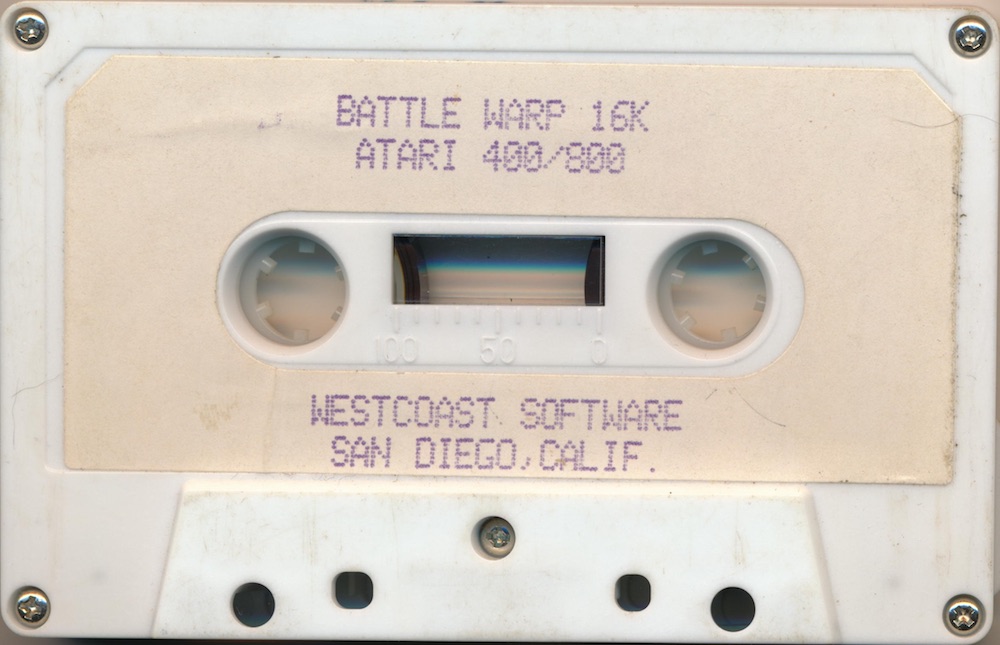 BATTLE WARP 16K
ATARI 400/800
100 50 0
WESTCOAST SOFTWARE
SAN DIEGO,CALIF.